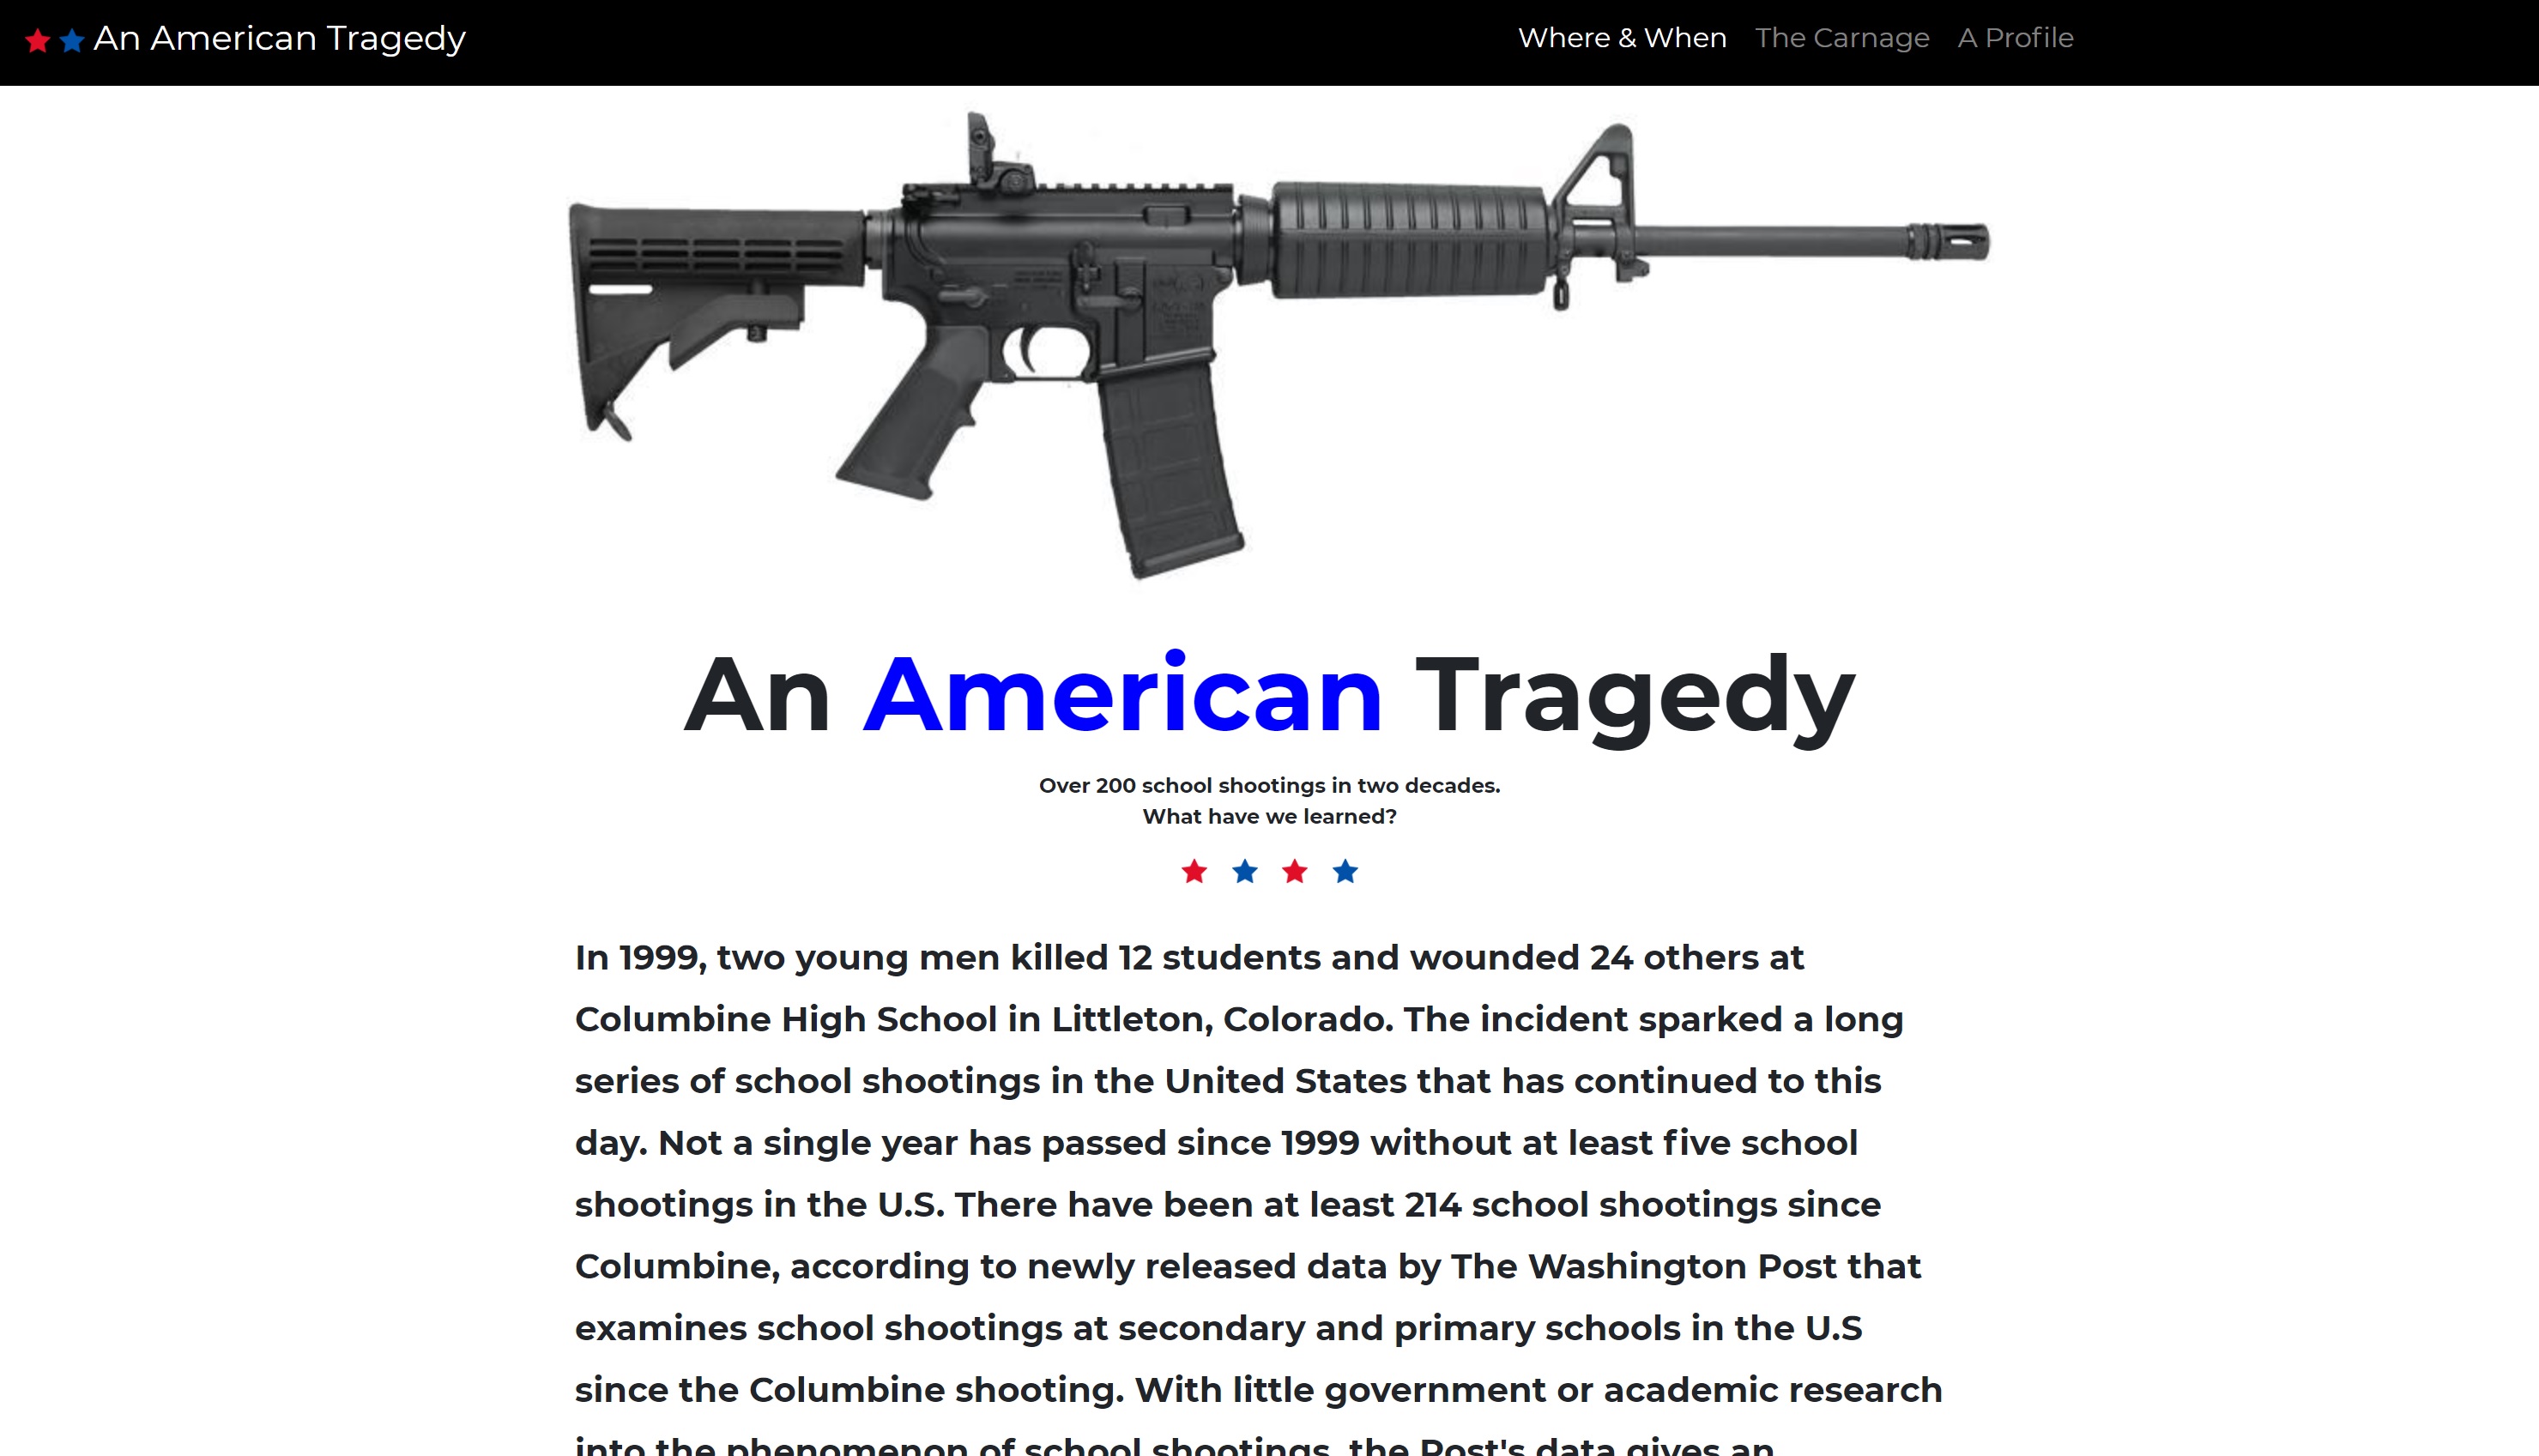 An American Tragedy
Where & When The Carnage A Profile
An American Tragedy
Over 200 school shootings in two decades.
What have we learned?
In 1999, two young men killed 12 students and wounded 24 others at
Columbine High School in Littleton, Colorado. The incident sparked a long
series of school shootings in the United States that has continued to this
day. Not a single year has passed since 1999 without at least five school
shootings in the U.S. There have been at least 214 school shootings since
Columbine, according to newly released data by The Washington Post that
examines school shootings at secondary and primary schools in the U.S
since the Columbine shooting. With little government or academic research
into the phenomenon of school shootings, the Post's data gives an